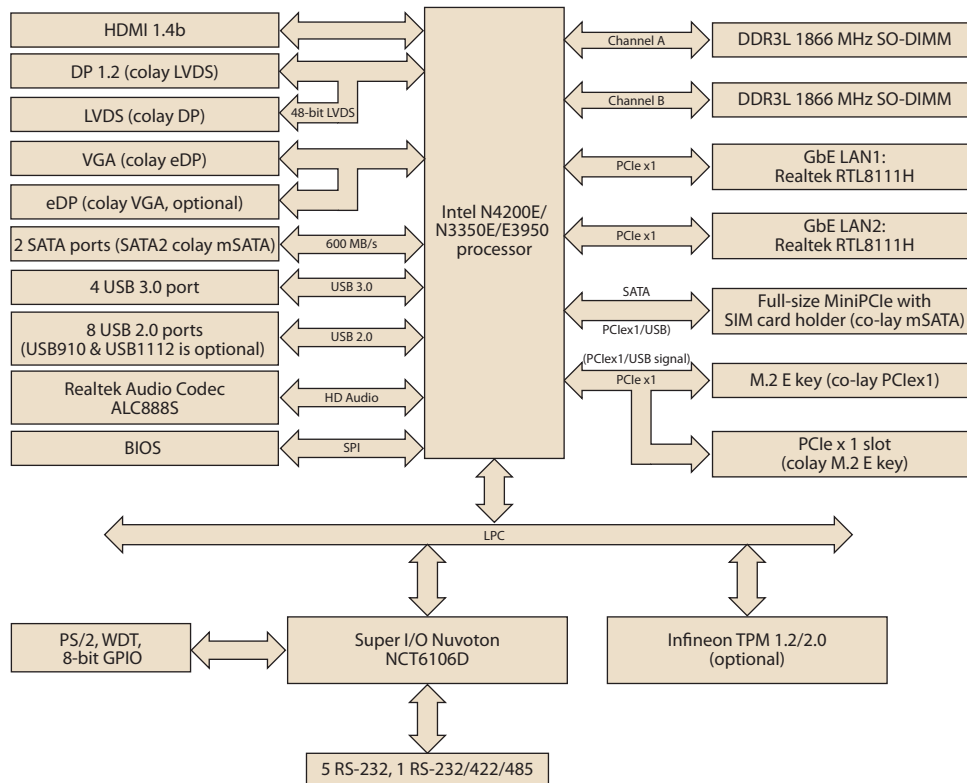 HDMI 1.4b
DP 1.2 (colay LVDS)
48-bit LVDS
LVDS (colay DP)
VGA (colay eDP)
eDP (colay VGA, optional)
2 SATA ports (SATA2 colay mSATA)
600 MB/s
4 USB 3.0 port
USB 3.0
8 USB 2.0 ports
(USB910 & USB1112 is optional)
USB 2.0
Realtek Audio Codec
ALC888S
HD Audio
BIOS
SPI
Intel N4200E/
N3350E/E3950
processor
Channel A
DDR3L 1866 MHz SO-DIMM
Channel B
DDR3L 1866 MHz SO-DIMM
PCIe x1
GbE LAN1:
Realtek RTL8111H
PCIe x1
GbE LAN2:
Realtek RTL8111H
SATA
PCIex1/USB)
Full-size MiniPCIe with
SIM card holder (co-lay mSATA)
(PCIex1/USB signal)
PCIe x1
M.2 E key (co-lay PCIex1)
PCIe x 1 slot
(colay M.2 E key)
LPC
PS/2, WDT,
8-bit GPIO
Super I/O Nuvoton
NCT6106D
Infineon TPM 1.2/2.0
(optional)
5 RS-232, 1 RS-232/422/485